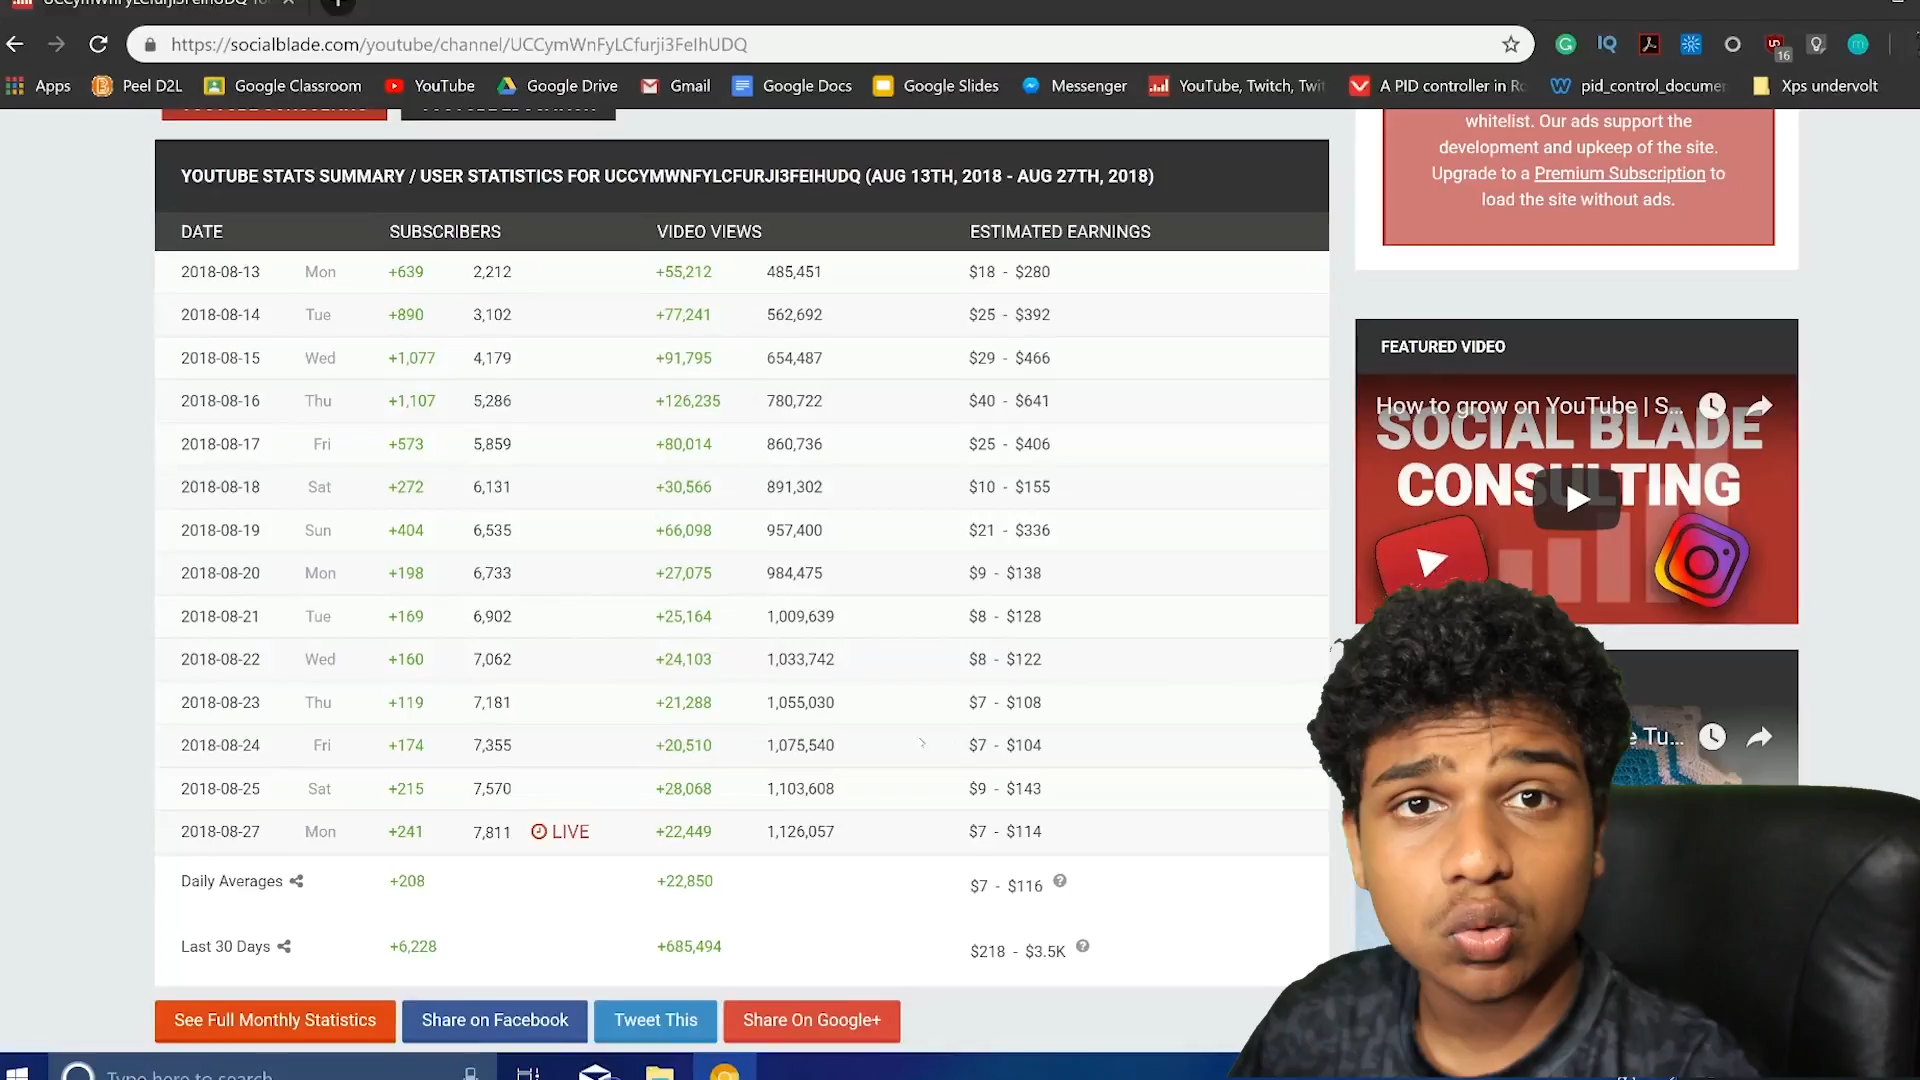 https://socialblade.com/youtube/channel/UCCymWnFyLCfurji3FeIhUDQ
16
Apps Peel D2L Google Classroom YouTube Google Drive Gmail Google Docs Google Slides Messenger YouTube, Twitch, Twi A PID controller in Ro pid_control_documen Xps undervolt
whitelist. Our ads support the
development and upkeep of the site.
Upgrade to a Premium Subscription to
load the site without ads.
YOUTUBE STATS SUMMARY / USER STATISTICS FOR UCCYMWNFYLCFURJI3FEIHUDQ (AUG 13TH, 2018 - AUG 27TH, 2018)
DATE SUBSCRIBERS VIDEO VIEWS ESTIMATED EARNINGS
2018-08-13 Mon +639 2,212 +55,212 485,451 $18 - $280
2018-08-14 Tue +890 3,102 +77,241 562,692 $25 - $392
2018-08-15 Wed +1,077 4,179 +91,795 654,487 $29 - $466
2018-08-16 Thu +1,107 5,286 +126,235 780,722 $40 - $641
2018-08-17 Fri +573 5,859 +80,014 860,736 $25 - $406
2018-08-18 Sat +272 6,131 +30,566 891,302 $10 - $155
2018-08-19 Sun +404 6,535 +66,098 957,400 $21 - $336
2018-08-20 Mon +198 6,733 +27,075 984,475 $9 - $138
2018-08-21 Tue +169 6,902 +25,164 1,009,639 $8 - $128
2018-08-22 Wed +160 7,062 +24,103 1,033,742 $8 - $122
2018-08-23 Thu +119 7,181 +21,288 1,055,030 $7 - $108
2018-08-24 Fri +174 7,355 +20,510 1,075,540 $7 - $104
2018-08-25 Sat +215 7,570 +28,068 1,103,608 $9 - $143
2018-08-27 Mon +241 7,811 LIVE +22,449 1,126,057 $7 - $114
Daily Averages +208 +22,850 $7 - $116
Last 30 Days +6,228 +685,494 $218 - $3.5K
See Full Monthly Statistics Share on Facebook Tweet This Share On Google+
FEATURED VIDEO
How to grow on YouTube | S...
SOCIAL BLADE
CONSULTING
e Tu...
Type here to search